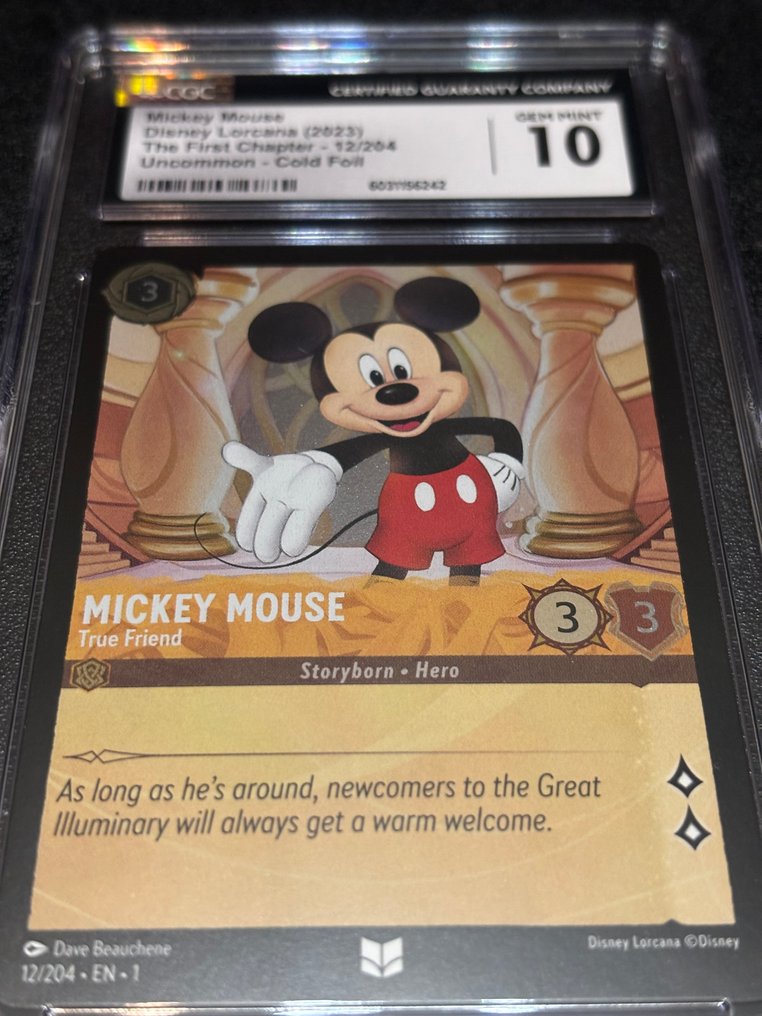 CGC CERTIFIED GUARANTY COMPANY
Mickey Mouse
Disney Lorcana (2023)
The First Chapter - 12/204
Uncommon - Cold Foil
GEM MINT
10
6031156242
3
MICKEY MOUSE
True Friend
3 3
Storyborn • Hero
As long as he's around, newcomers to the Great
Illuminary will always get a warm welcome.
Dave Beauchene
12/204 • EN • 1
Disney Lorcana ©Disney